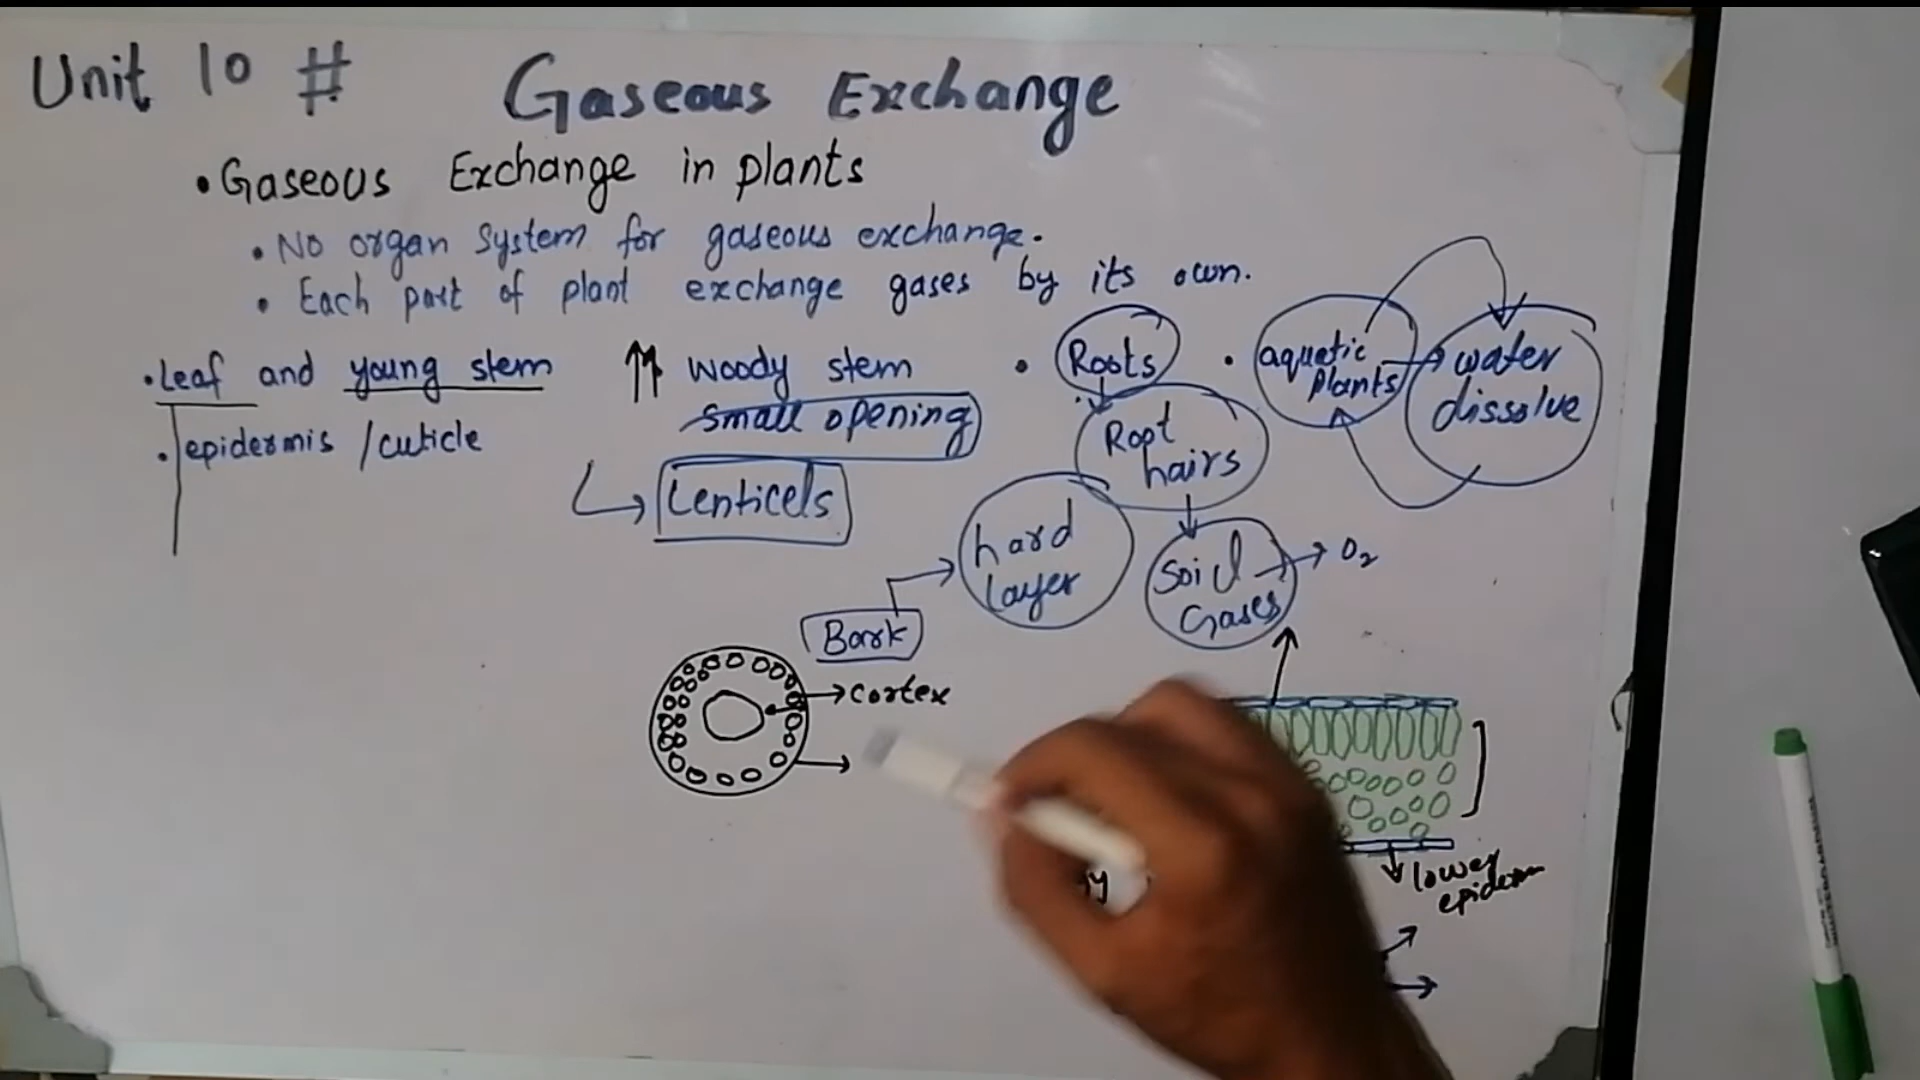 Unit 10 # Gaseous Exchange
• Gaseous Exchange in plants
• No organ system for gaseous exchange.
• Each part of plant exchange gases by its own.
• Leaf and young stem
• epidermis / cuticle
woody stem
small opening
Lenticels
• Roots
Root
hairs
Soil
Gases
O2
• aquatic
plants
water
dissolve
hard
layer
Bark
cortex
lower